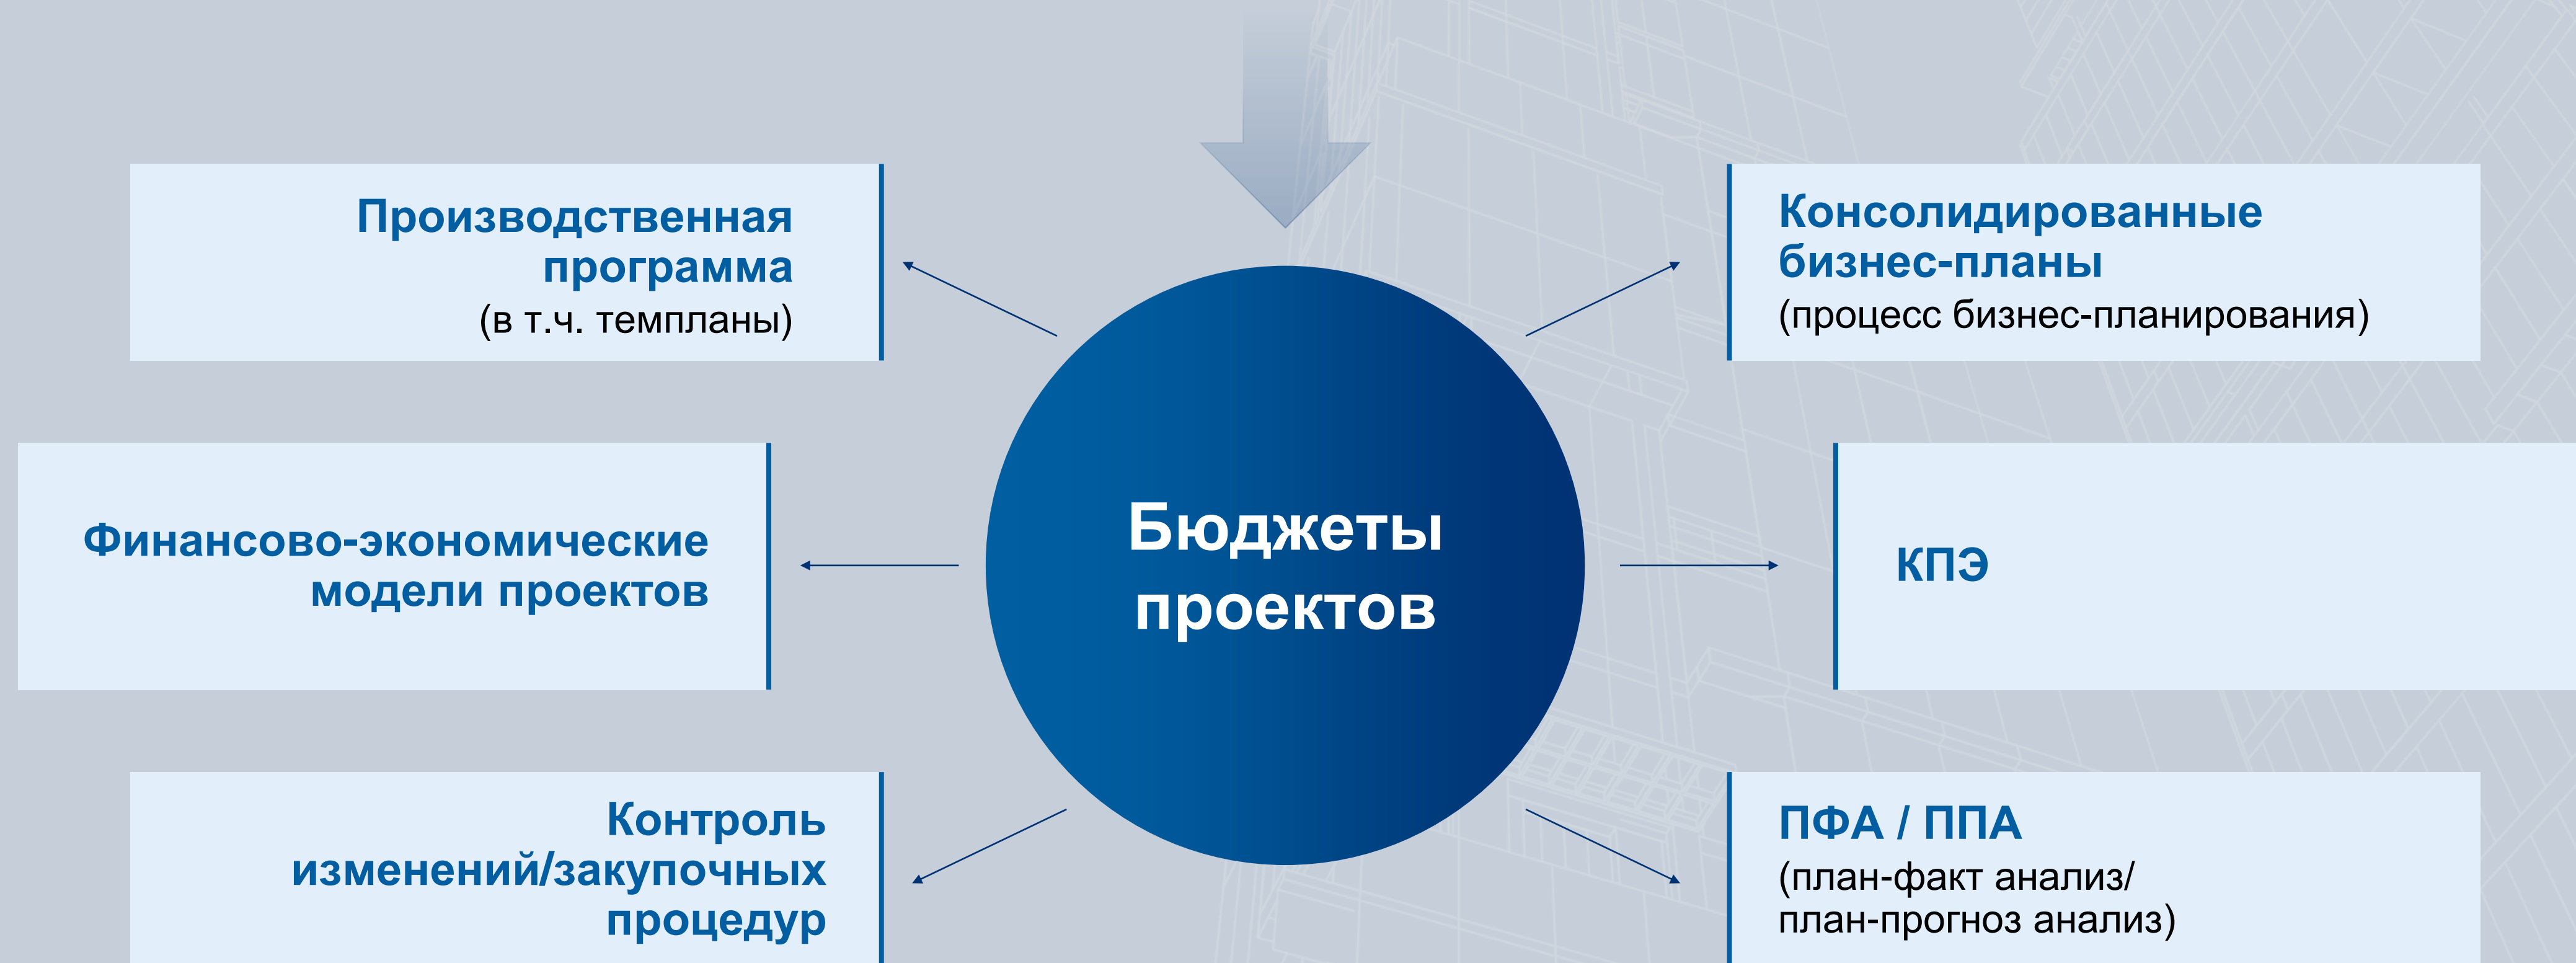 Производственная
программа
(в т.ч. темпланы)
Консолидированные
бизнес-планы
(процесс бизнес-планирования)
Финансово-экономические
модели проектов
Бюджеты
проектов
КПЭ
Контроль
изменений/закупочных
процедур
ПФА / ППА
(план-факт анализ/
план-прогноз анализ)